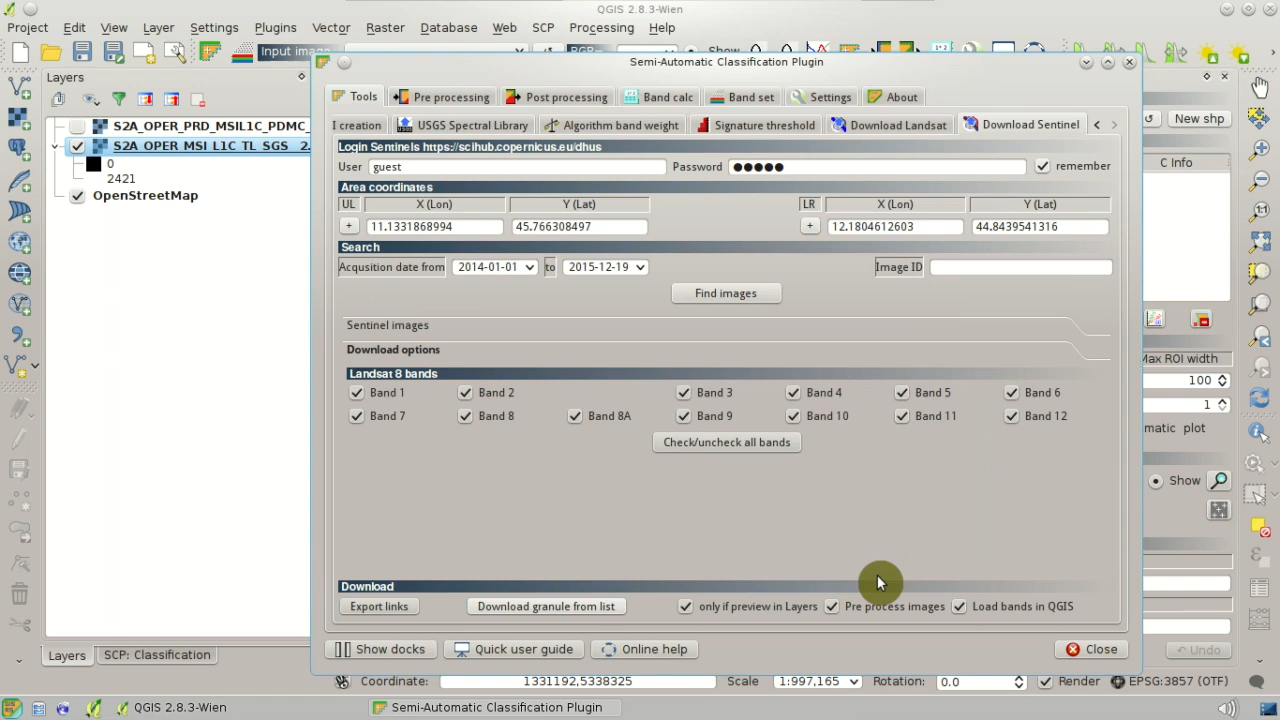 QGIS 2.8.3-Wien
Project Edit View Layer Settings Plugins Vector Raster Database Web SCP Processing Help
Input image RGB= Show
Layers
Semi-Automatic Classification Plugin
Tools Pre processing Post processing Band calc Band set Settings About
S2A_OPER_PRD_MSIL1C_PDMC_
l creation USGS Spectral Library Algorithm band weight Signature threshold Download Landsat Download Sentinel
New shp
S2A_OPER_MSI_L1C_TL_SGS__2.
Login Sentinels https://scihub.copernicus.eu/dhus
0
User guest Password ●●●●● remember
C Info
2421
Area coordinates
OpenStreetMap
UL X (Lon) Y (Lat) LR X (Lon) Y (Lat)
+ 11.1331868994 45.766308497 + 12.1804612603 44.8439541316
Search
Acqusition date from 2014-01-01 to 2015-12-19 Image ID
Find images
Sentinel images
Download options
Max ROI width
Landsat 8 bands
100
Band 1 Band 2 Band 3 Band 4 Band 5 Band 6
1
Band 7 Band 8 Band 8A Band 9 Band 10 Band 11 Band 12
matic plot
Check/uncheck all bands
Show
Download
Export links Download granule from list only if preview in Layers Pre process images Load bands in QGIS
Show docks Quick user guide Online help Close
Undo
Layers SCP: Classification
Coordinate: 1331192,5338325 Scale 1:997,165 Rotation: 0.0 Render EPSG:3857 (OTF)
QGIS 2.8.3-Wien Semi-Automatic Classification Plugin